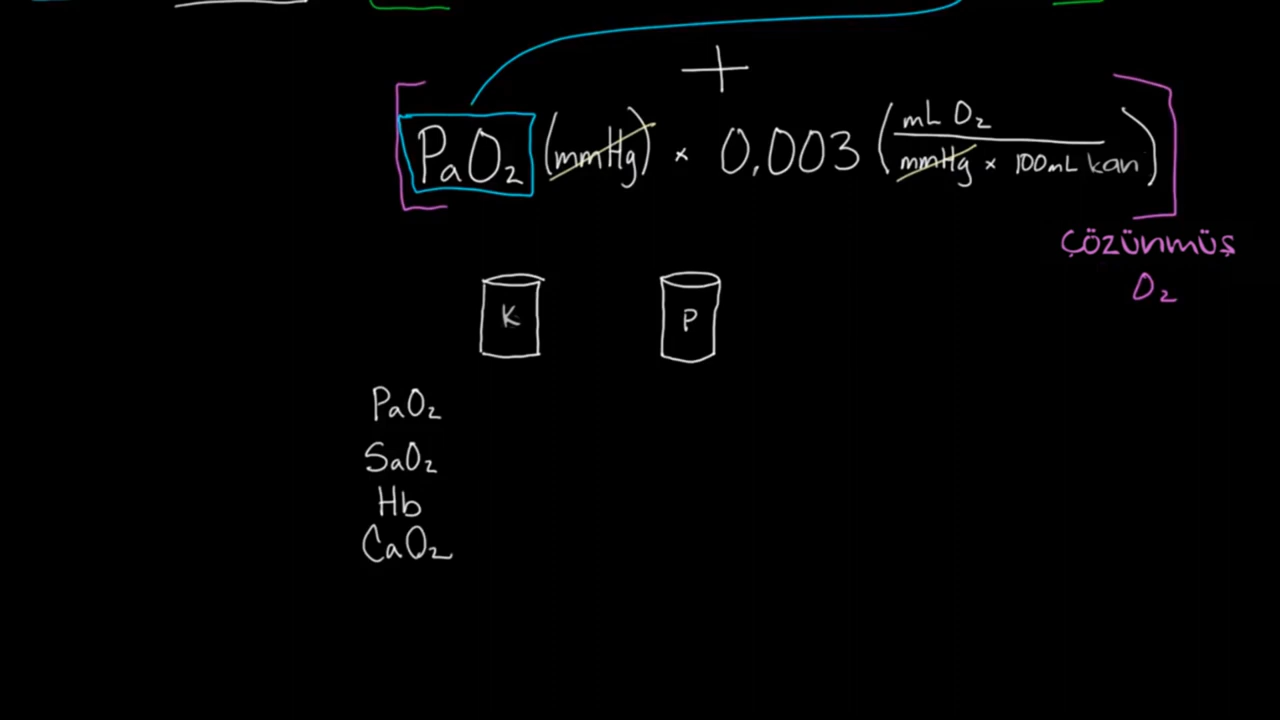 +
PaO₂ (mmHg) × 0.003 (mL O₂ / mmHg × 100mL kan)
Çözünmüş
O₂
K P
PaO₂
SaO₂
Hb
CaO₂